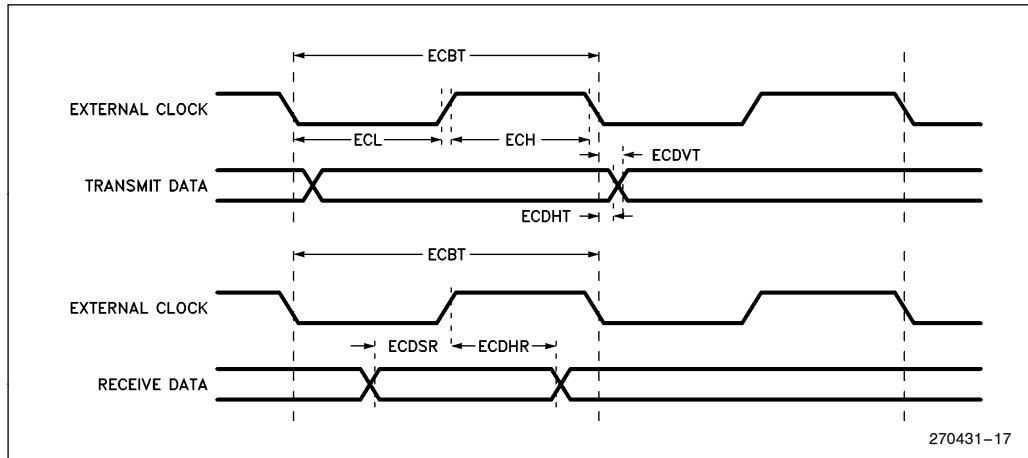 ECBT
EXTERNAL CLOCK
ECL ECH
ECDVT
TRANSMIT DATA
ECDHT
ECBT
EXTERNAL CLOCK
ECDSR ECDHR
RECEIVE DATA
270431–17